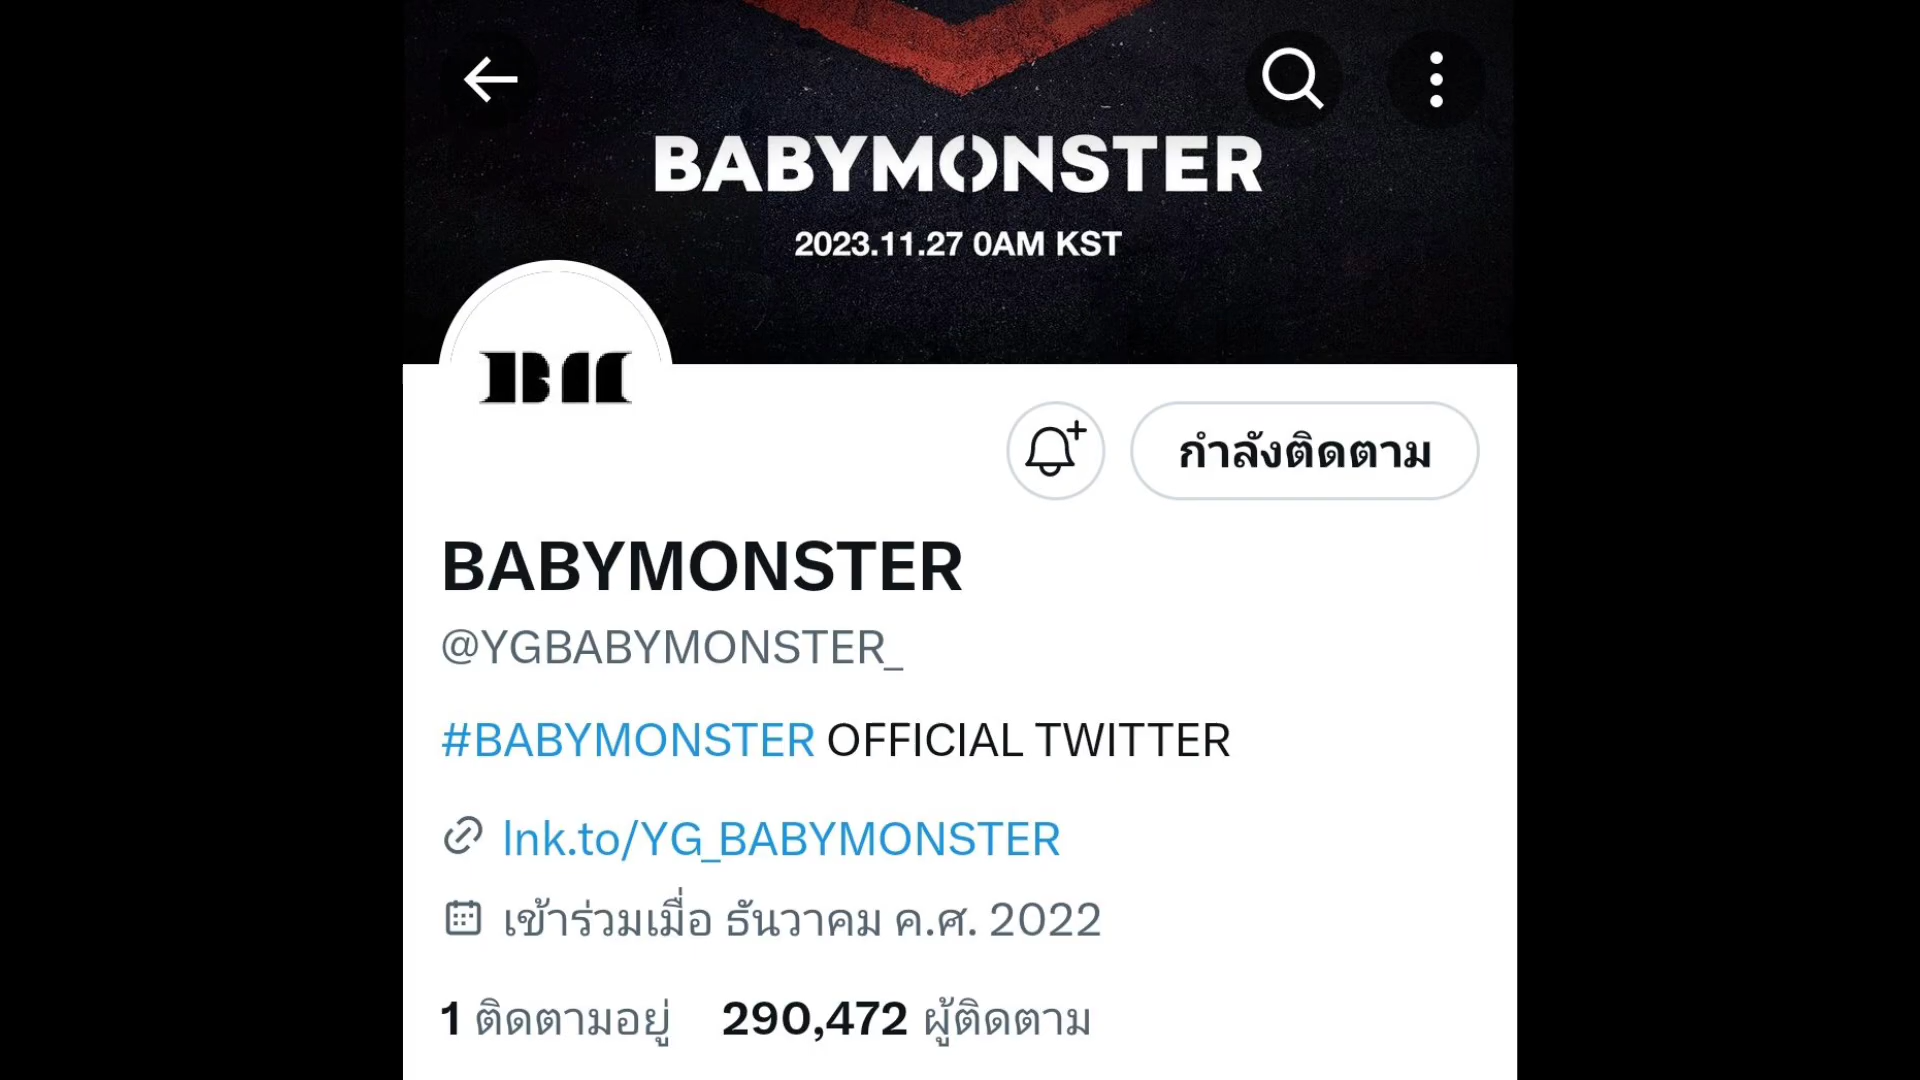 BABYMONSTER
2023.11.27 0AM KST
BM
กำลังติดตาม
BABYMONSTER
@YGBABYMONSTER_
#BABYMONSTER OFFICIAL TWITTER
lnk.to/YG_BABYMONSTER
เข้าร่วมเมื่อ ธันวาคม ค.ศ. 2022
1 ติดตามอยู่ 290,472 ผู้ติดตาม